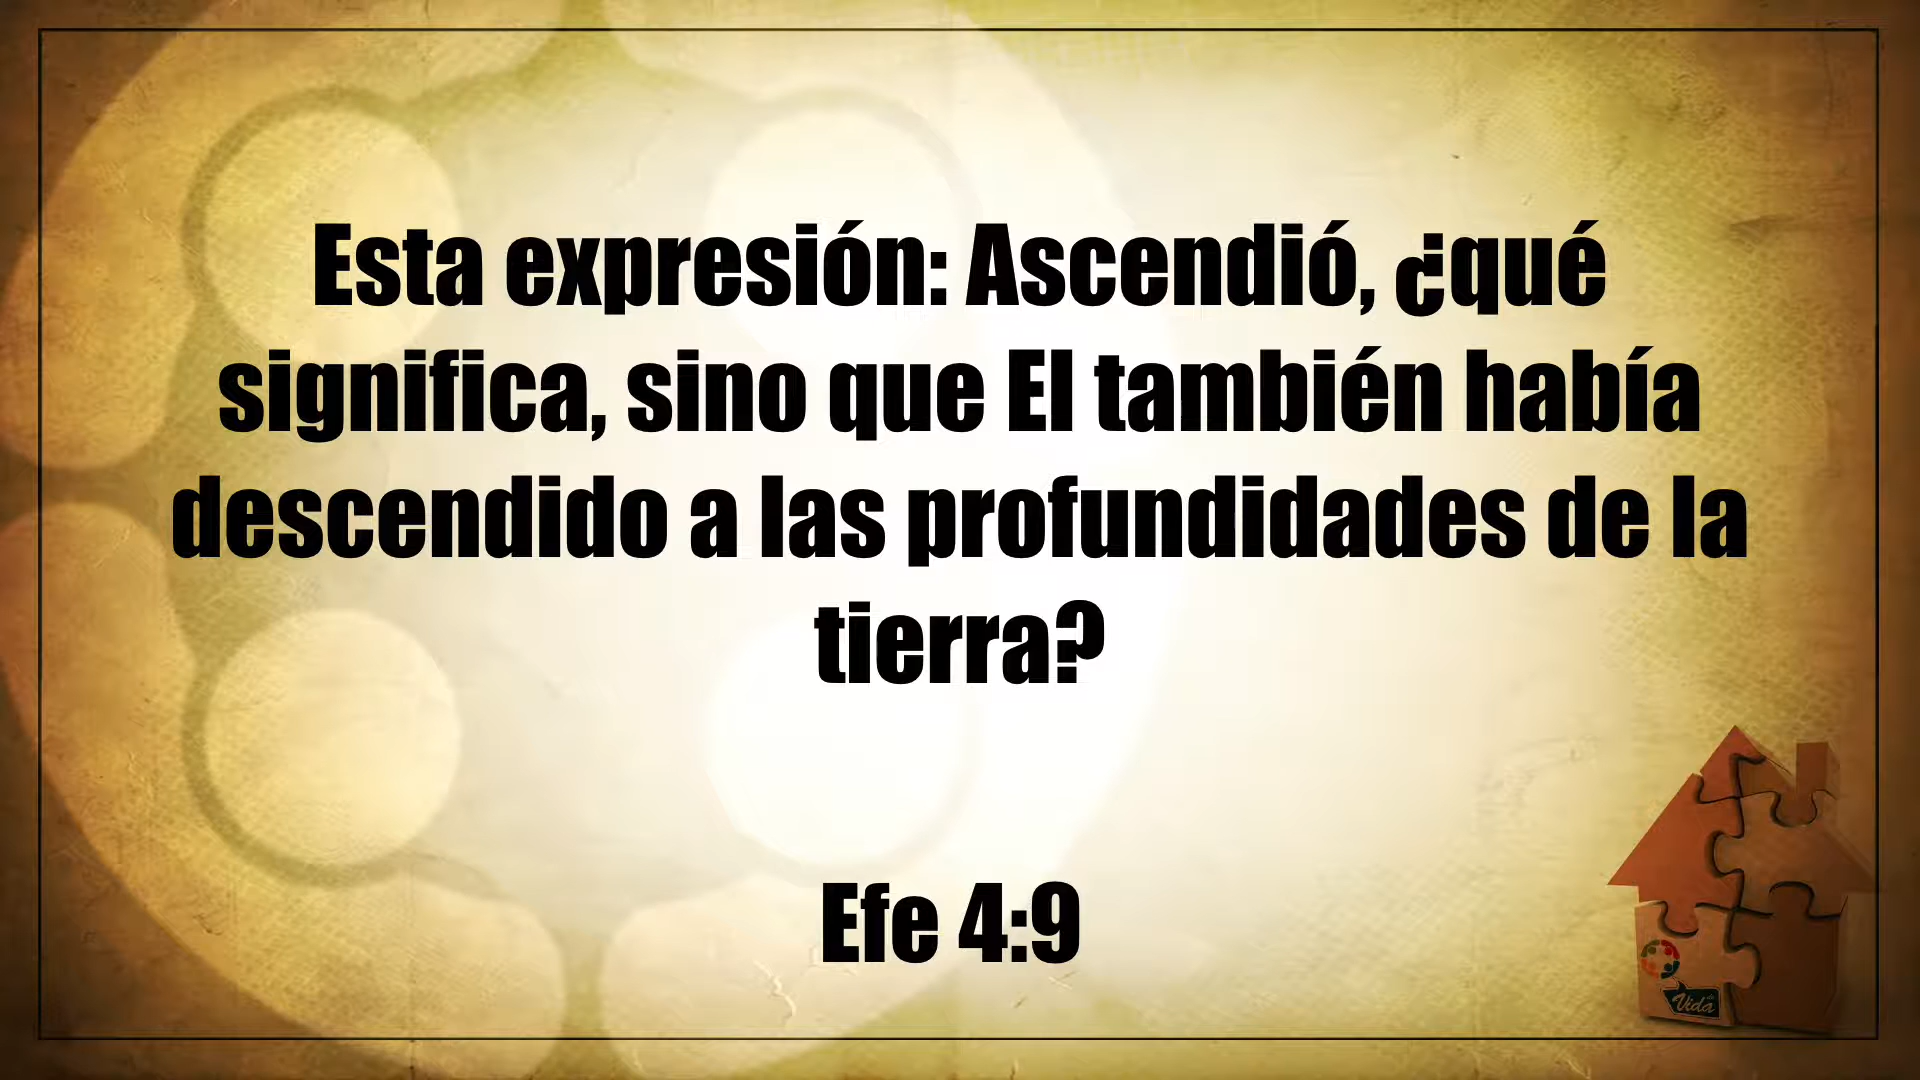 Esta expresión: Ascendió, ¿qué
significa, sino que El también había
descendido a las profundidades de la
tierra?
Efe 4:9
Vida